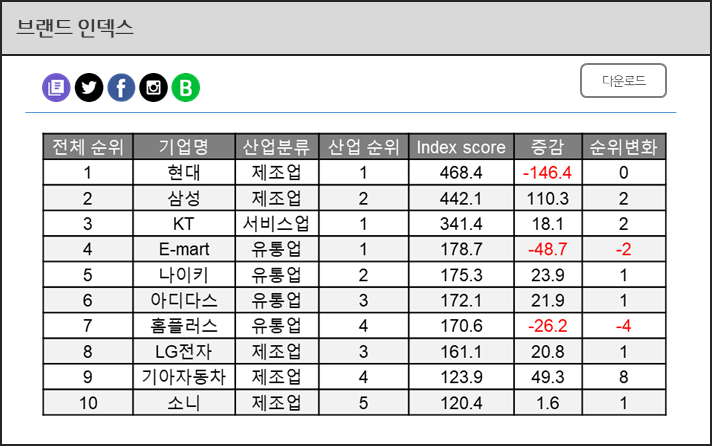 브랜드 인덱스
다운로드
전체 순위 기업명 산업분류 산업 순위 Index score 증감 순위변화
1 현대 제조업 1 468.4 -146.4 0
2 삼성 제조업 2 442.1 110.3 2
3 KT 서비스업 1 341.4 18.1 2
4 E-mart 유통업 1 178.7 -48.7 -2
5 나이키 유통업 2 175.3 23.9 1
6 아디다스 유통업 3 172.1 21.9 1
7 홈플러스 유통업 4 170.6 -26.2 -4
8 LG전자 제조업 3 161.1 20.8 1
9 기아자동차 제조업 4 123.9 49.3 8
10 소니 제조업 5 120.4 1.6 1